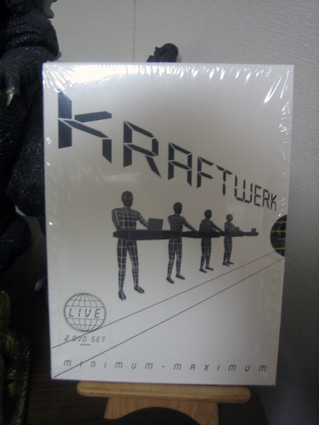 KRAFTWERK
LIVE
2 DVD SET
MINIMUM-MAXIMUM